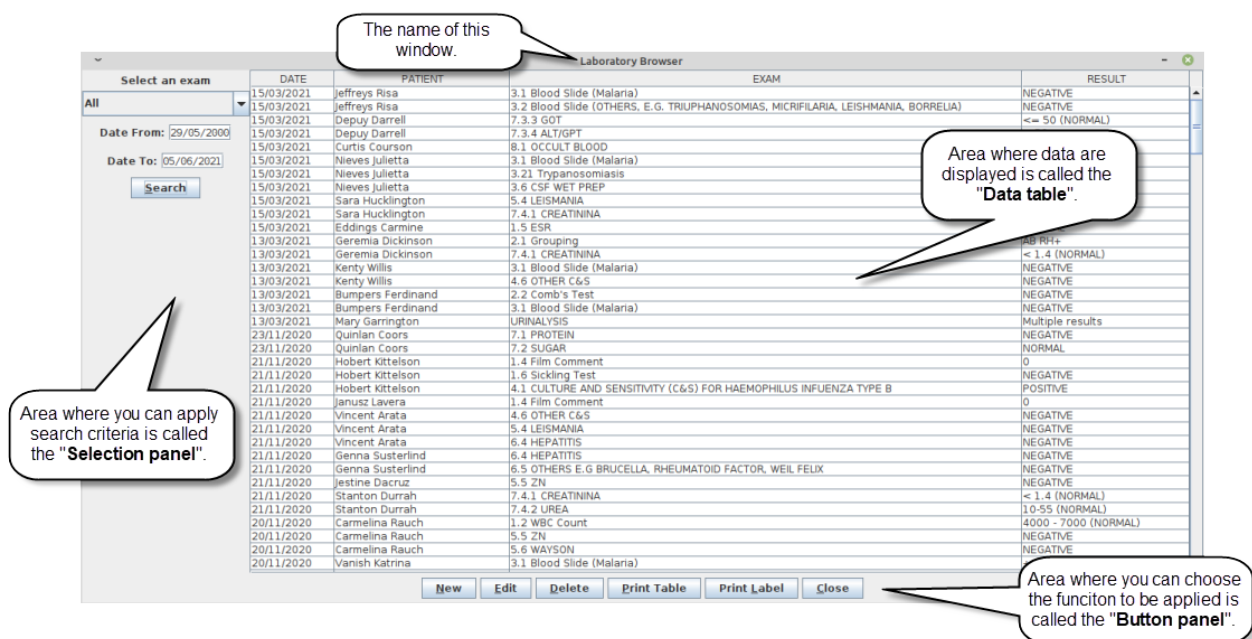 The name of this
window.
Laboratory Browser
Select an exam
All
Date From: 29/05/2000
Date To: 05/06/2021
Search
DATE PATIENT EXAM RESULT
15/03/2021 Jeffreys Risa 3.1 Blood Slide (Malaria) NEGATIVE
15/03/2021 Jeffreys Risa 3.2 Blood Slide (OTHERS, E.G. TRIUPHANOSOMIAS, MICRIFILARIA, LEISHMANIA, BORRELIA) NEGATIVE
15/03/2021 Depuy Darrell 7.3.3 GOT <= 50 (NORMAL)
15/03/2021 Depuy Darrell 7.3.4 ALT/GPT
15/03/2021 Curtis Courson 8.1 OCCULT BLOOD
15/03/2021 Nieves Julietta 3.1 Blood Slide (Malaria)
15/03/2021 Nieves Julietta 3.21 Trypanosomiasis
15/03/2021 Nieves Julietta 3.6 CSF WET PREP
15/03/2021 Sara Hucklington 5.4 LEISMANIA
15/03/2021 Sara Hucklington 7.4.1 CREATININA
15/03/2021 Eddings Carmine 1.5 ESR
13/03/2021 Geremia Dickinson 2.1 Grouping AB RH+
13/03/2021 Geremia Dickinson 7.4.1 CREATININA < 1.4 (NORMAL)
13/03/2021 Kenty Willis 3.1 Blood Slide (Malaria) NEGATIVE
13/03/2021 Kenty Willis 4.6 OTHER C&S NEGATIVE
13/03/2021 Bumpers Ferdinand 2.2 Comb's Test NEGATIVE
13/03/2021 Bumpers Ferdinand 3.1 Blood Slide (Malaria) NEGATIVE
13/03/2021 Mary Garrington URINALYSIS Multiple results
23/11/2020 Quinlan Coors 7.1 PROTEIN NEGATIVE
23/11/2020 Quinlan Coors 7.2 SUGAR NORMAL
21/11/2020 Hobert Kittelson 1.4 Film Comment 0
21/11/2020 Hobert Kittelson 1.6 Sickling Test NEGATIVE
21/11/2020 Hobert Kittelson 4.1 CULTURE AND SENSITIVITY (C&S) FOR HAEMOPHILUS INFUENZA TYPE B POSITIVE
21/11/2020 Janusz Lavera 1.4 Film Comment 0
21/11/2020 Vincent Arata 4.6 OTHER C&S NEGATIVE
21/11/2020 Vincent Arata 5.4 LEISMANIA NEGATIVE
21/11/2020 Vincent Arata 6.4 HEPATITIS NEGATIVE
21/11/2020 Genna Susterlind 6.4 HEPATITIS NEGATIVE
21/11/2020 Genna Susterlind 6.5 OTHERS E.G BRUCELLA, RHEUMATOID FACTOR, WEIL FELIX NEGATIVE
21/11/2020 Jestine Dacruz 5.5 ZN NEGATIVE
21/11/2020 Stanton Durrah 7.4.1 CREATININA < 1.4 (NORMAL)
21/11/2020 Stanton Durrah 7.4.2 UREA 10-55 (NORMAL)
20/11/2020 Carmelina Rauch 1.2 WBC Count 4000 - 7000 (NORMAL)
20/11/2020 Carmelina Rauch 5.5 ZN NEGATIVE
20/11/2020 Carmelina Rauch 5.6 WAYSON NEGATIVE
20/11/2020 Vanish Katrina 3.1 Blood Slide (Malaria)
Area where data are
displayed is called the
"Data table".
Area where you can apply
search criteria is called
the "Selection panel".
New Edit Delete Print Table Print Label Close
Area where you can choose
the funciton to be applied is
called the "Button panel".